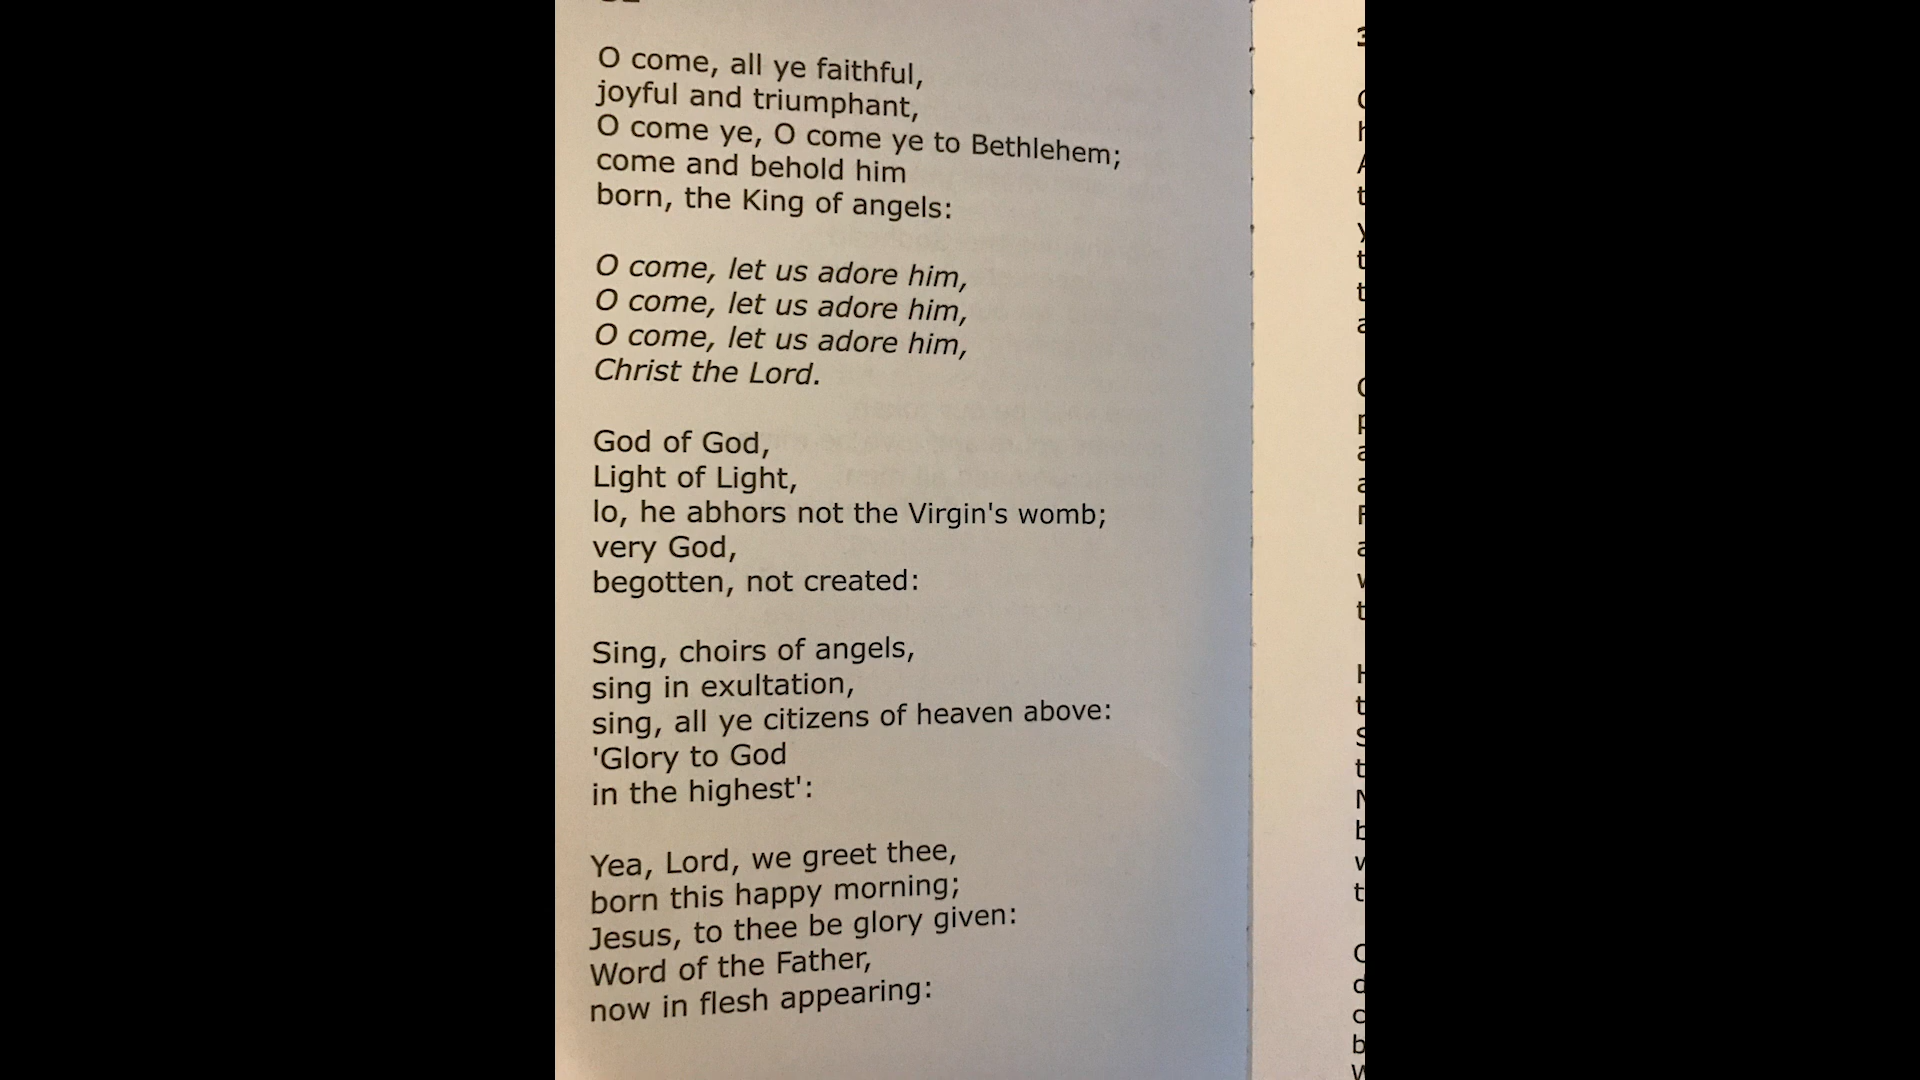 O come, all ye faithful,
joyful and triumphant,
O come ye, O come ye to Bethlehem;
come and behold him
born, the King of angels:
O come, let us adore him,
O come, let us adore him,
O come, let us adore him,
Christ the Lord.
God of God,
Light of Light,
lo, he abhors not the Virgin's womb;
very God,
begotten, not created:
Sing, choirs of angels,
sing in exultation,
sing, all ye citizens of heaven above:
'Glory to God
in the highest':
Yea, Lord, we greet thee,
born this happy morning;
Jesus, to thee be glory given:
Word of the Father,
now in flesh appearing: